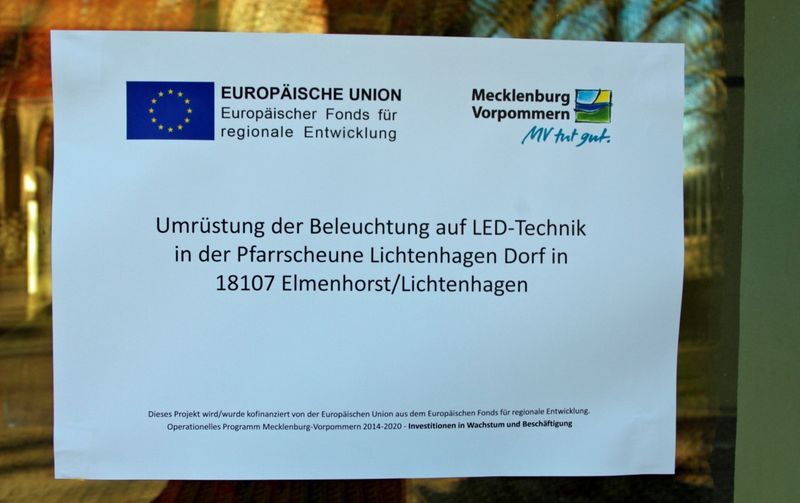 EUROPÄISCHE UNION
Europäischer Fonds für
regionale Entwicklung
Mecklenburg
Vorpommern
MV tut gut.
Umrüstung der Beleuchtung auf LED-Technik
in der Pfarrscheune Lichtenhagen Dorf in
18107 Elmenhorst/Lichtenhagen
Dieses Projekt wird/wurde kofinanziert von der Europäischen Union aus dem Europäischen Fonds für regionale Entwicklung.
Operationelles Programm Mecklenburg-Vorpommern 2014-2020 - Investitionen in Wachstum und Beschäftigung